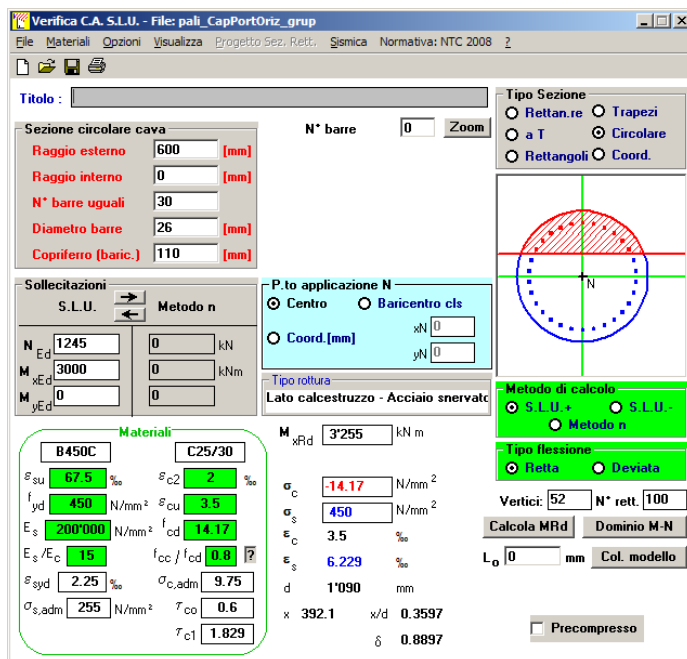 Verifica C.A. S.L.U. - File: pali_CapPortOriz_grup
File Materiali Opzioni Visualizza Progetto Sez. Rett. Sismica Normativa: NTC 2008 ?
Titolo :
Sezione circolare cava
Raggio esterno 600 [mm]
Raggio interno 0 [mm]
N° barre uguali 30
Diametro barre 26 [mm]
Copriferro (baric.) 110 [mm]
N° barre 0 Zoom
Tipo Sezione
Rettan.re Trapezi
a T Circolare
Rettangoli Coord.
N
Sollecitazioni
S.L.U. Metodo n
N Ed 1245 0 kN
M xEd 3000 0 kNm
M yEd 0 0
P.to applicazione N
Centro Baricentro cls
Coord.[mm] xN 0
yN 0
Tipo rottura
Lato calcestruzzo - Acciaio snervato
Metodo di calcolo
S.L.U.+ S.L.U.-
Metodo n
Tipo flessione
Retta Deviata
Materiali
B450C C25/30
εsu 67.5 ‰ εc2 2 ‰
fyd 450 N/mm² εcu 3.5
Es 200'000 N/mm² fcd 14.17
Es/Ec 15 fcc / fcd 0.8 ?
εsyd 2.25 ‰ σc,adm 9.75
σs,adm 255 N/mm² τco 0.6
τc1 1.829
M xRd 3'255 kN m
σc -14.17 N/mm²
σs 450 N/mm²
εc 3.5 ‰
εs 6.229 ‰
d 1'090 mm
x 392.1 x/d 0.3597
δ 0.8897
Vertici: 52 N° rett. 100
Calcola MRd Dominio M-N
Lo 0 mm Col. modello
Precompresso